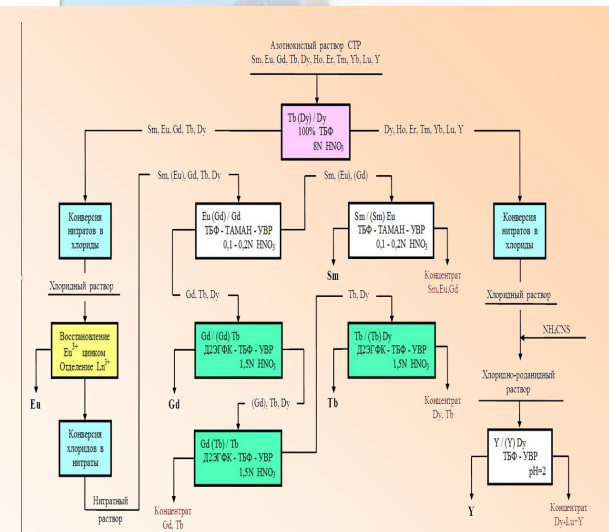 Азотнокислый раствор СТР
Sm, Eu, Gd, Tb, Dy, Ho, Er, Tm, Yb, Lu, Y
Tb (Dy) / Dy
100% ТБФ
8N HNO₃
Sm, Eu, Gd, Tb, Dy
Dy, Ho, Er, Tm, Yb, Lu, Y
Sm, (Eu), Gd, Tb, Dy
Sm, (Eu), (Gd)
Конверсия
нитратов в
хлориды
Eu (Gd) / Gd
ТБФ - ТАМАН - УВР
0,1 - 0,2N HNO₃
Sm / (Sm) Eu
ТБФ - ТАМАН - УВР
0,1 - 0,2N HNO₃
Конверсия
нитратов в
хлориды
Sm
Концентрат
Sm,Eu,Gd
Хлоридный раствор
Gd, Tb, Dy
Tb, Dy
Хлоридный раствор
Восстановление
Eu³⁺ цинком
Отделение Ln³⁺
Gd / (Gd) Tb
Д2ЭГФК - ТБФ - УВР
1,5N HNO₃
Tb / (Tb) Dy
Д2ЭГФК - ТБФ - УВР
1,5N HNO₃
NH₄CNS
Хлоридно-роданидный
раствор
Eu
Gd
(Gd), Tb, Dy
Tb
Концентрат
Dy, Tb
Конверсия
хлоридов в
нитраты
Gd (Tb) / Tb
Д2ЭГФК - ТБФ - УВР
1,5N HNO₃
Y / (Y) Dy
ТБФ - УВР
pH=2
Нитратный
раствор
Концентрат
Gd, Tb
Y
Концентрат
Dy-Lu+Y